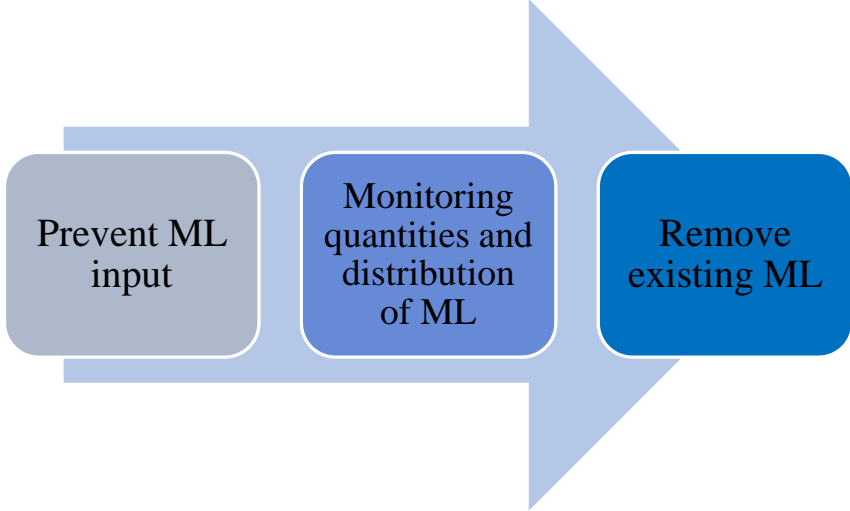 Prevent ML
input
Monitoring
quantities and
distribution
of ML
Remove
existing ML